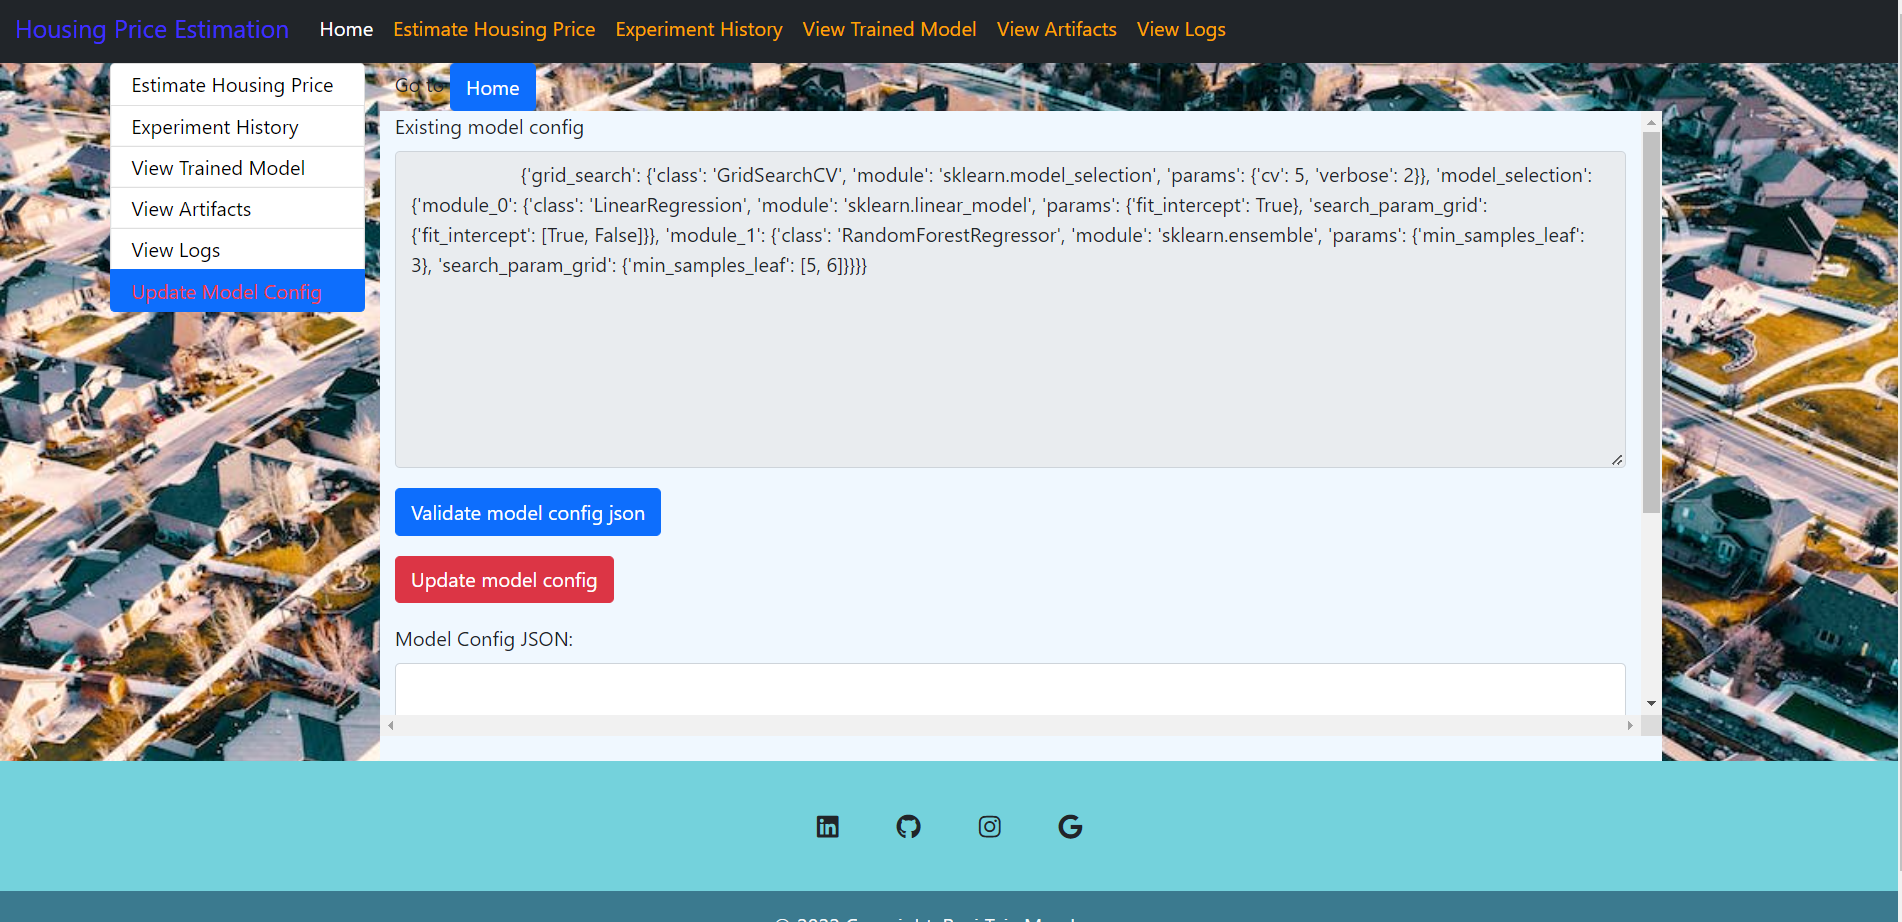 Housing Price Estimation Home Estimate Housing Price Experiment History View Trained Model View Artifacts View Logs
Estimate Housing Price
Experiment History
View Trained Model
View Artifacts
View Logs
Update Model Config
Go to Home
Existing model config
{'grid_search': {'class': 'GridSearchCV', 'module': 'sklearn.model_selection', 'params': {'cv': 5, 'verbose': 2}}, 'model_selection':
{'module_0': {'class': 'LinearRegression', 'module': 'sklearn.linear_model', 'params': {'fit_intercept': True}, 'search_param_grid':
{'fit_intercept': [True, False]}}, 'module_1': {'class': 'RandomForestRegressor', 'module': 'sklearn.ensemble', 'params': {'min_samples_leaf':
3}, 'search_param_grid': {'min_samples_leaf': [5, 6]}}}}
Validate model config json
Update model config
Model Config JSON: